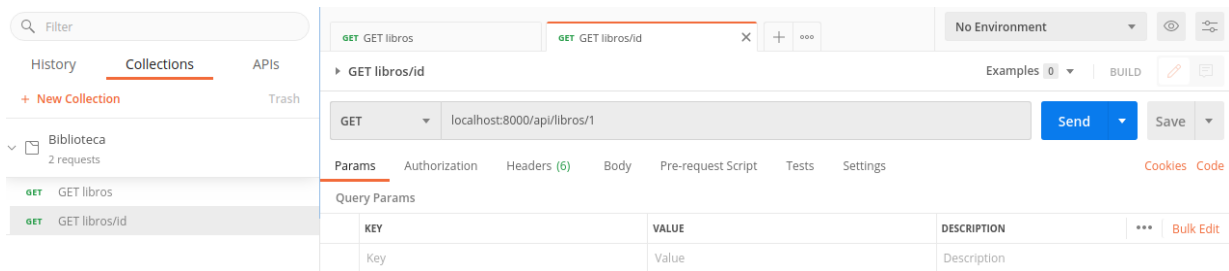 Filter
History Collections APIs
+ New Collection Trash
Biblioteca
2 requests
GET GET libros
GET GET libros/id
GET GET libros GET GET libros/id No Environment
GET libros/id Examples 0 BUILD
GET localhost:8000/api/libros/1 Send Save
Params Authorization Headers (6) Body Pre-request Script Tests Settings Cookies Code
Query Params
KEY VALUE DESCRIPTION Bulk Edit
Key Value Description